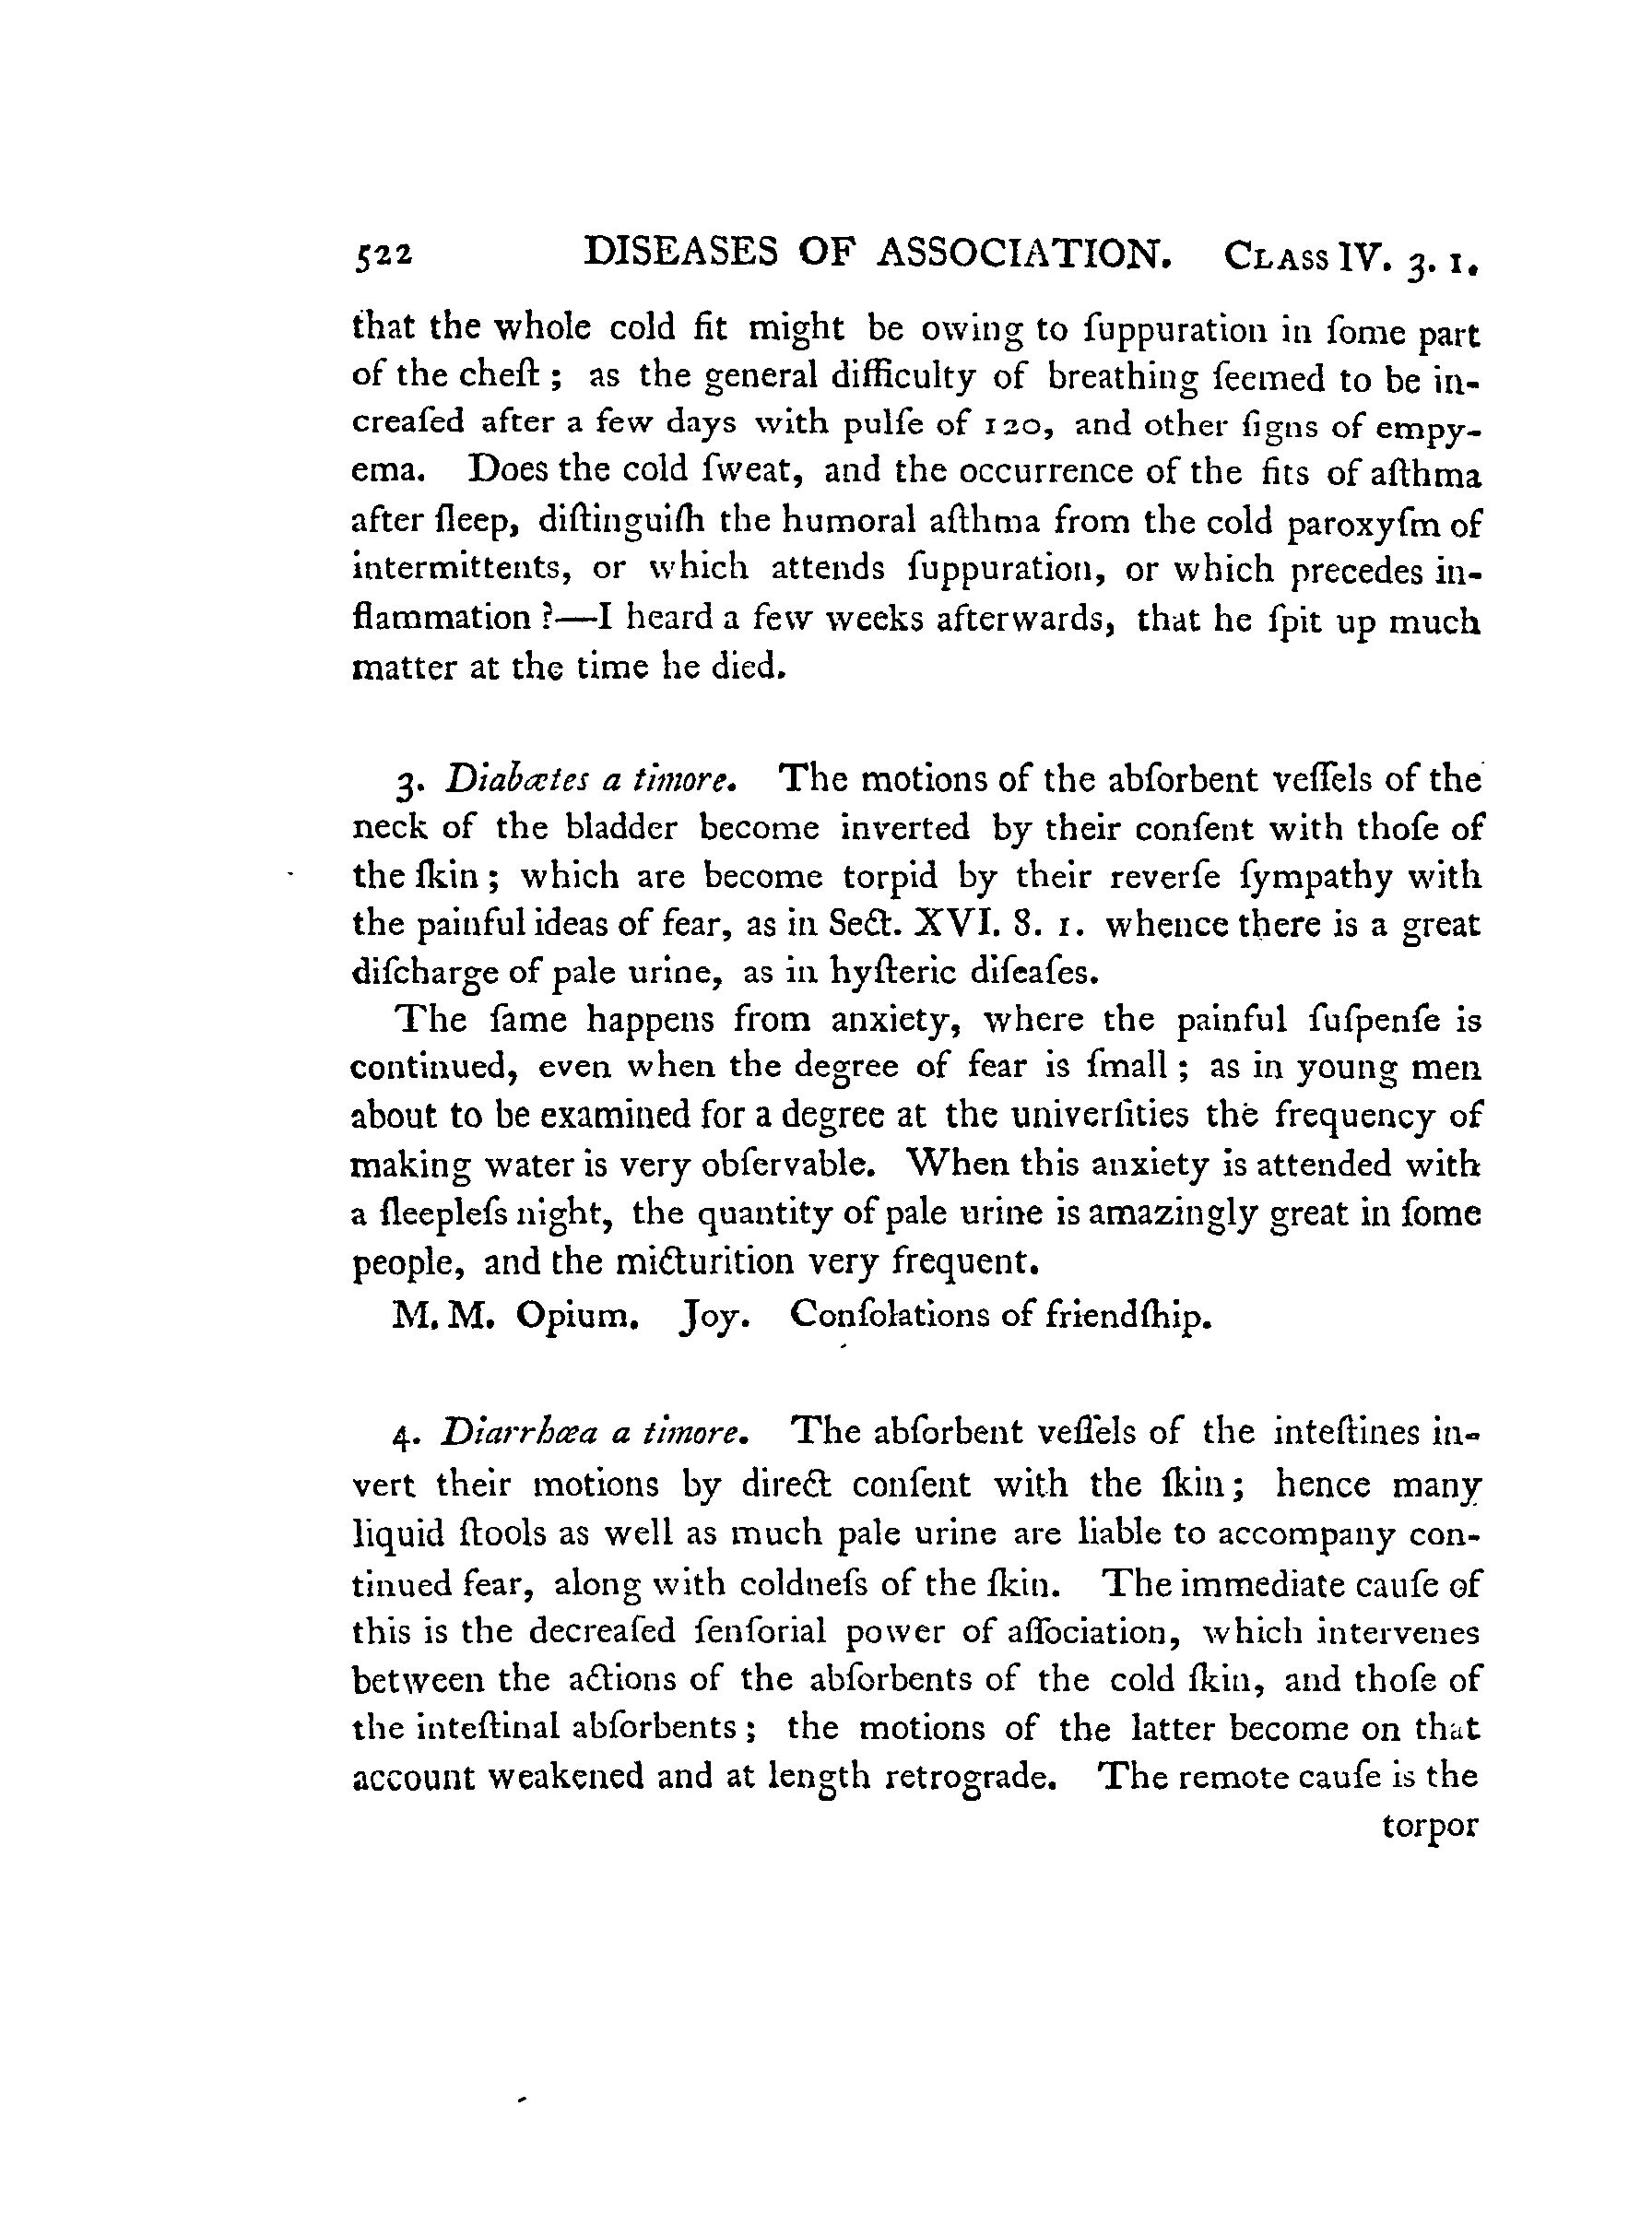 522 DISEASES OF ASSOCIATION. CLASS IV. 3. 1.
that the whole cold fit might be owing to ſuppuration in ſome part
of the cheſt ; as the general difficulty of breathing ſeemed to be in-
creaſed after a few days with pulſe of 120, and other ſigns of empy-
ema. Does the cold ſweat, and the occurrence of the fits of aſthma
after ſleep, diſtinguiſh the humoral aſthma from the cold paroxyſm of
intermittents, or which attends ſuppuration, or which precedes in-
flammation ?—I heard a few weeks afterwards, that he ſpit up much
matter at the time he died.
3. Diabætes a timore. The motions of the abſorbent veſſels of the
neck of the bladder become inverted by their conſent with thoſe of
the ſkin ; which are become torpid by their reverſe ſympathy with
the painful ideas of fear, as in Sect. XVI. 8. 1. whence there is a great
diſcharge of pale urine, as in hyſteric diſeaſes.
The ſame happens from anxiety, where the painful ſuſpenſe is
continued, even when the degree of fear is ſmall ; as in young men
about to be examined for a degree at the univerſities the frequency of
making water is very obſervable. When this anxiety is attended with
a ſleepleſs night, the quantity of pale urine is amazingly great in ſome
people, and the micturition very frequent.
M. M. Opium. Joy. Conſolations of friendſhip.
4. Diarrhœa a timore. The abſorbent veſſels of the inteſtines in-
vert their motions by direct conſent with the ſkin ; hence many
liquid ſtools as well as much pale urine are liable to accompany con-
tinued fear, along with coldneſs of the ſkin. The immediate cauſe of
this is the decreaſed ſenſorial power of aſſociation, which intervenes
between the actions of the abſorbents of the cold ſkin, and thoſe of
the inteſtinal abſorbents ; the motions of the latter become on that
account weakened and at length retrograde. The remote cauſe is the
torpor